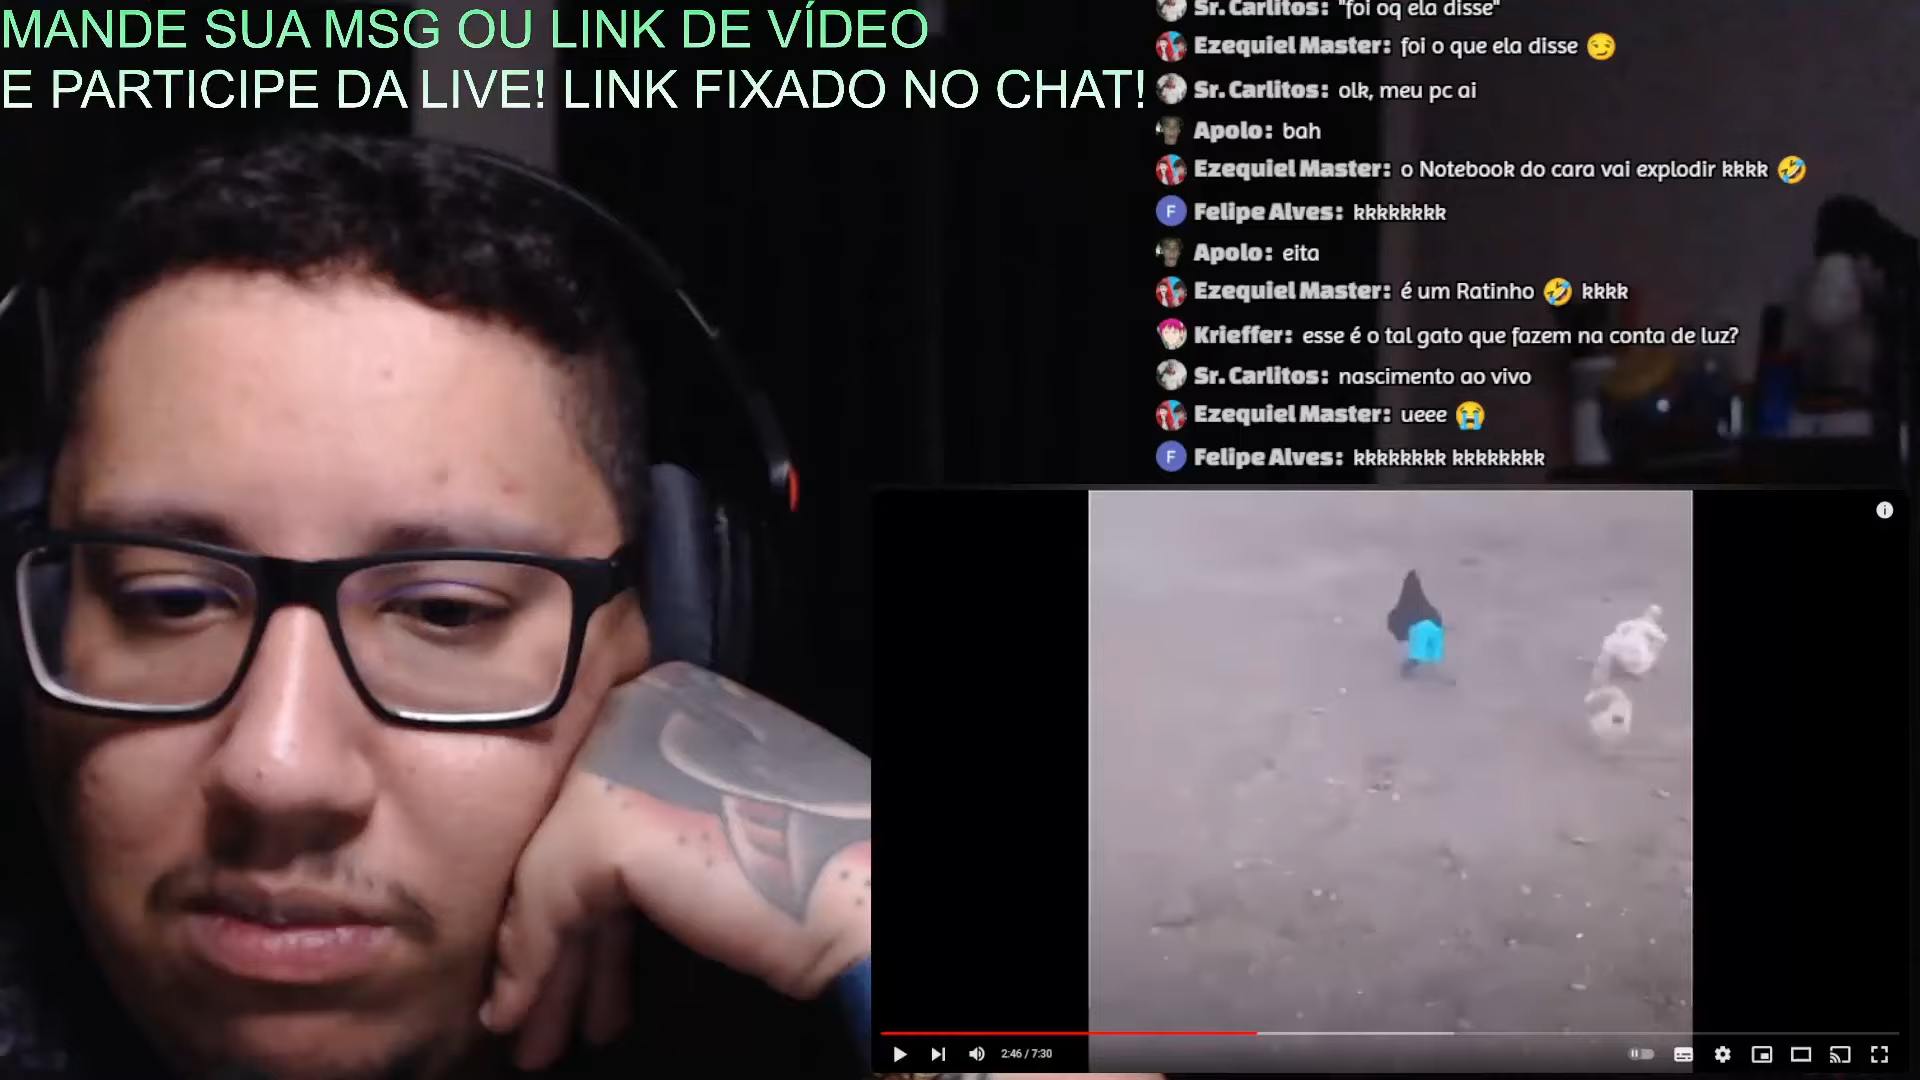 MANDE SUA MSG OU LINK DE VÍDEO
E PARTICIPE DA LIVE! LINK FIXADO NO CHAT!
Sr. Carlitos: "foi oq ela disse"
Ezequiel Master: foi o que ela disse 😏
Sr. Carlitos: olk, meu pc ai
Apolo: bah
Ezequiel Master: o Notebook do cara vai explodir kkkk 🤣
F Felipe Alves: kkkkkkkk
Apolo: eita
Ezequiel Master: é um Ratinho 🤣 kkkk
Krieffer: esse é o tal gato que fazem na conta de luz?
Sr. Carlitos: nascimento ao vivo
Ezequiel Master: ueee 😭
F Felipe Alves: kkkkkkkk kkkkkkkk
2:46 / 7:30